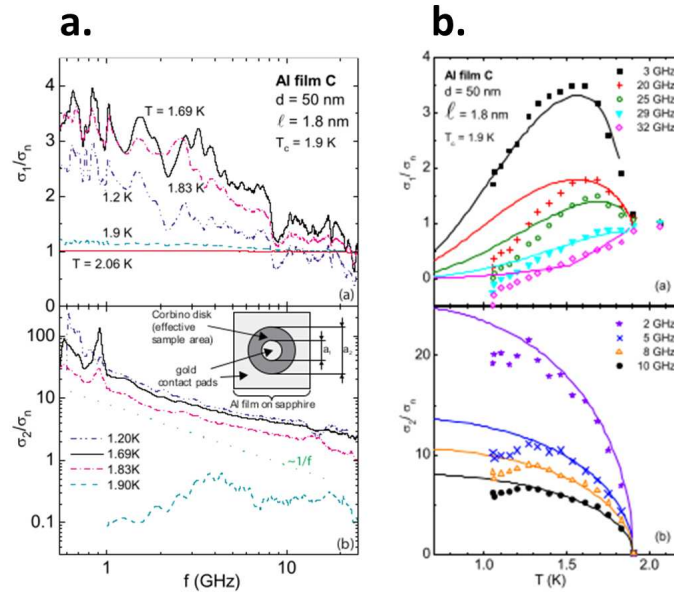 a.
b.
σ1/σn
4
3
2
1
0
T = 1.69 K
1.83 K
1.2 K
1.9 K
T = 2.06 K
Al film C
d = 50 nm
ℓ = 1.8 nm
Tc = 1.9 K
(a)
σ2/σn
100
10
1
0.1
Corbino disk
(effective
sample area)
gold
contact pads
a1
a2
Al film on sapphire
1.20K
1.69K
1.83K
1.90K
~1/f
(b)
1
10
f (GHz)
σ1/σn
4
3
2
1
0
Al film C
d = 50 nm
ℓ = 1.8 nm
Tc = 1.9 K
3 GHz
20 GHz
25 GHz
29 GHz
32 GHz
(a)
σ2/σn
20
10
0
2 GHz
5 GHz
8 GHz
10 GHz
(b)
1.0
1.5
2.0
T (K)